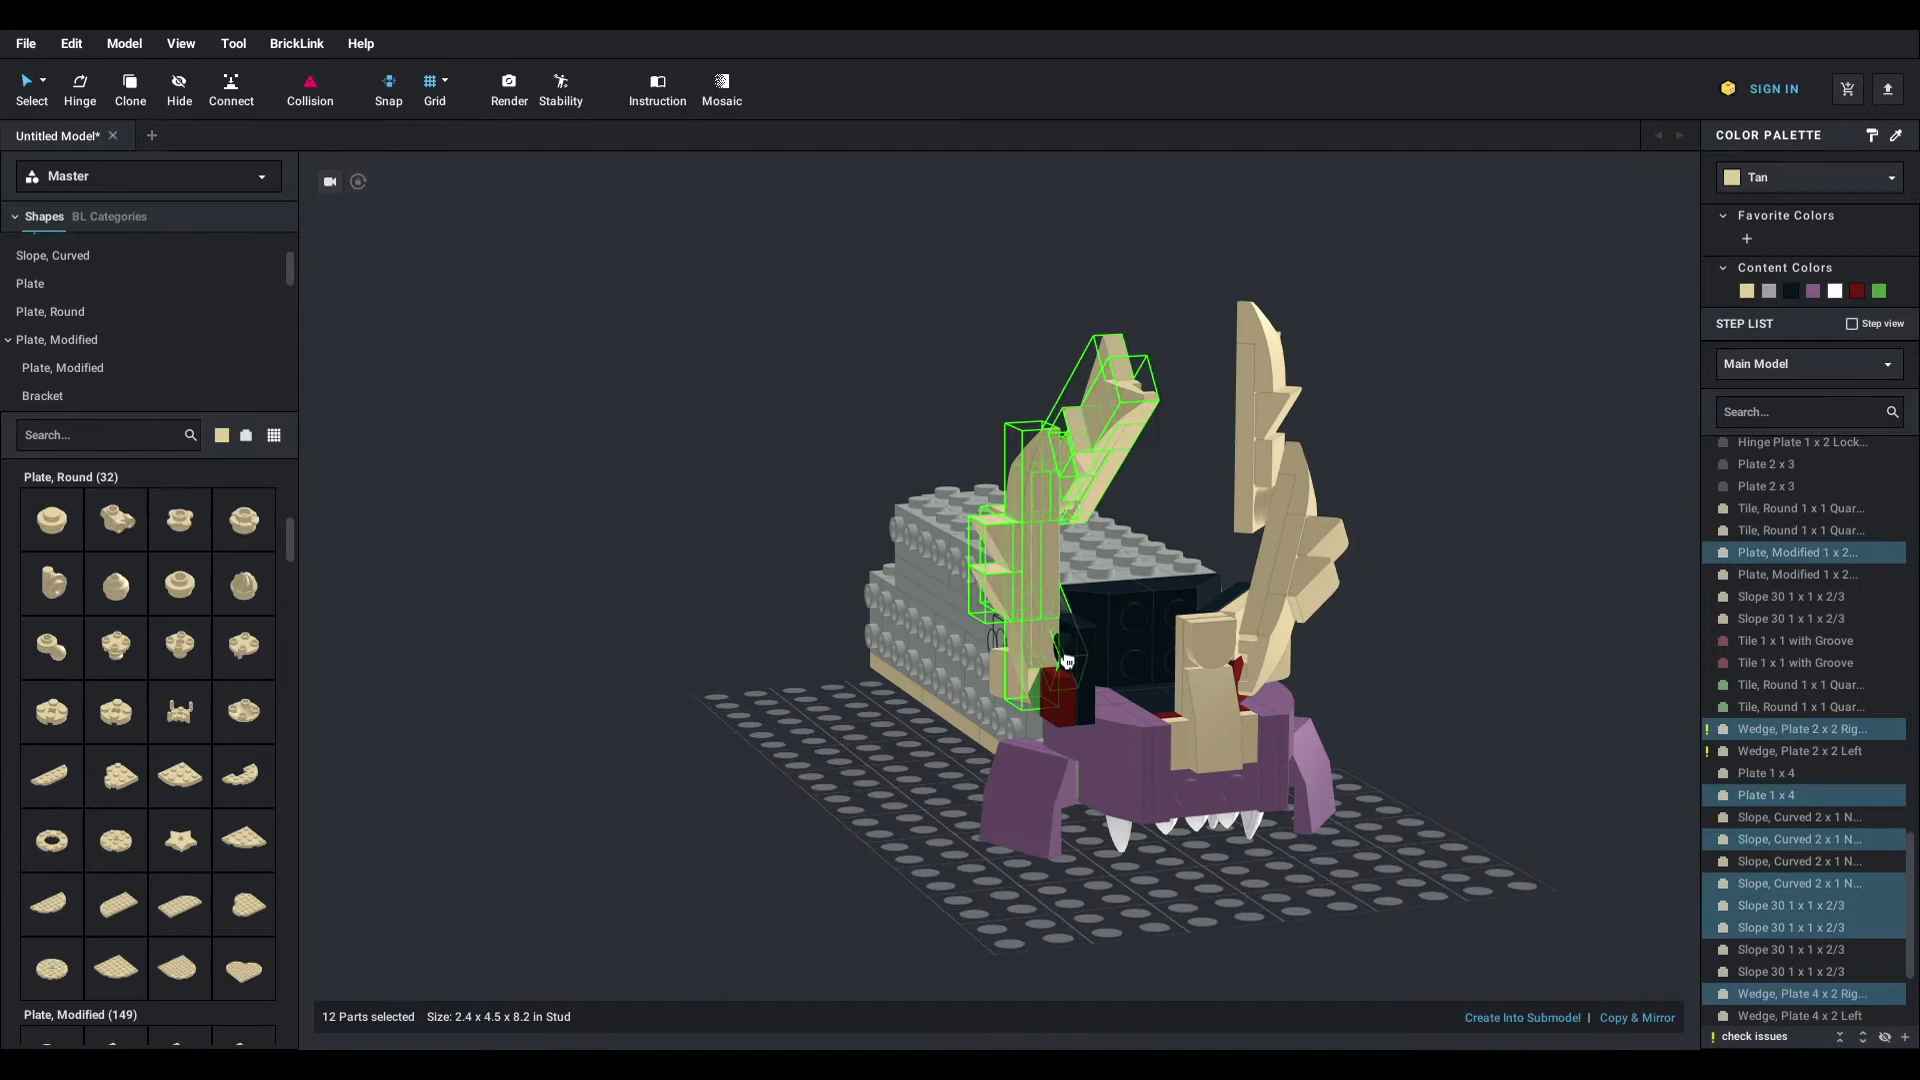 File Edit Model View Tool BrickLink Help
Select Hinge Clone Hide Connect Collision Snap Grid Render Stability Instruction Mosaic
SIGN IN
Untitled Model*
Master
Shapes BL Categories
Slope, Curved
Plate
Plate, Round
Plate, Modified
Plate, Modified
Bracket
Search...
Plate, Round (32)
Plate, Modified (149)
12 Parts selected Size: 2.4 x 4.5 x 8.2 in Stud
Create Into Submodel | Copy & Mirror
COLOR PALETTE
Tan
Favorite Colors
+
Content Colors
STEP LIST Step view
Main Model
Search...
Hinge Plate 1 x 2 Lock...
Plate 2 x 3
Plate 2 x 3
Tile, Round 1 x 1 Quar...
Tile, Round 1 x 1 Quar...
Plate, Modified 1 x 2...
Plate, Modified 1 x 2...
Slope 30 1 x 1 x 2/3
Slope 30 1 x 1 x 2/3
Tile 1 x 1 with Groove
Tile 1 x 1 with Groove
Tile, Round 1 x 1 Quar...
Tile, Round 1 x 1 Quar...
! Wedge, Plate 2 x 2 Rig...
! Wedge, Plate 2 x 2 Left
Plate 1 x 4
Plate 1 x 4
Slope, Curved 2 x 1 N...
Slope, Curved 2 x 1 N...
Slope, Curved 2 x 1 N...
Slope, Curved 2 x 1 N...
Slope 30 1 x 1 x 2/3
Slope 30 1 x 1 x 2/3
Slope 30 1 x 1 x 2/3
Slope 30 1 x 1 x 2/3
Wedge, Plate 4 x 2 Rig...
Wedge, Plate 4 x 2 Left
! check issues